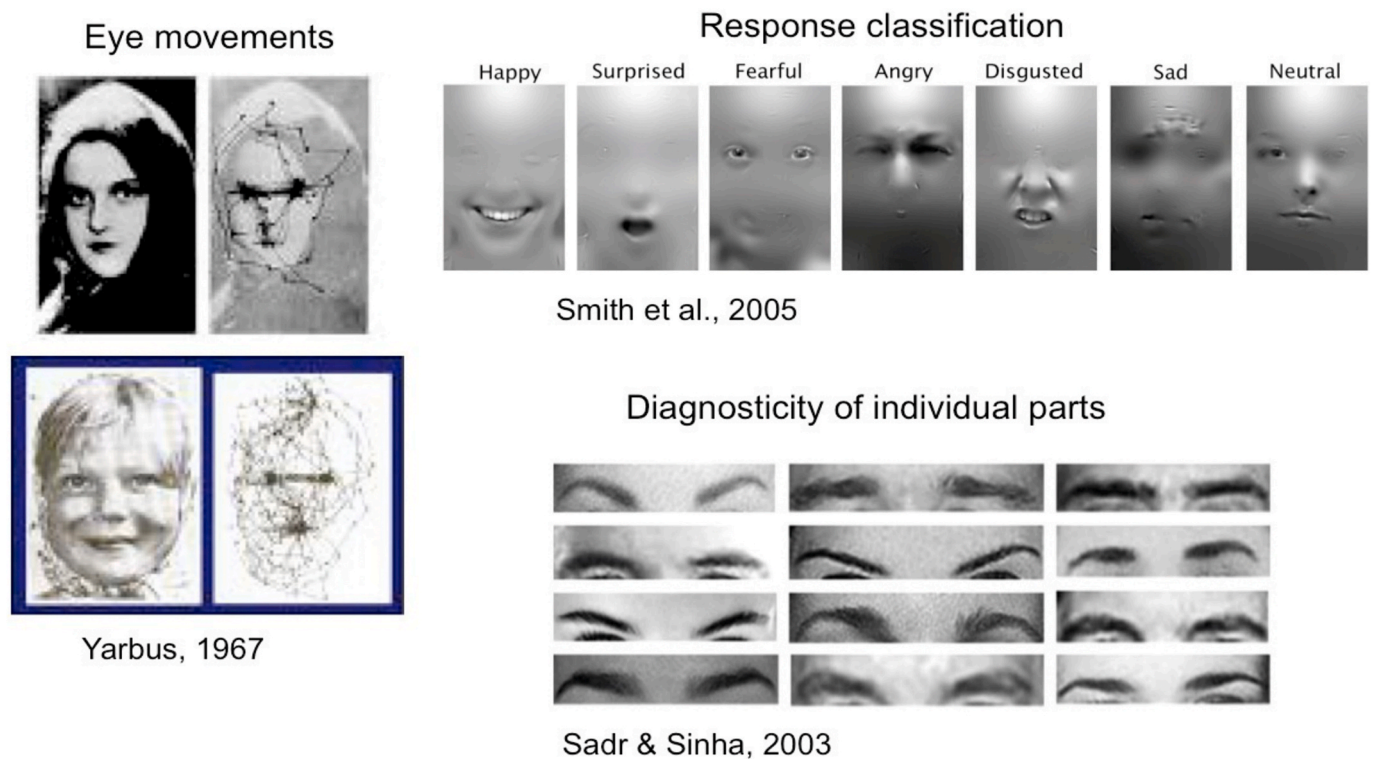 Eye movements
Response classification
Happy Surprised Fearful Angry Disgusted Sad Neutral
Smith et al., 2005
Diagnosticity of individual parts
Yarbus, 1967
Sadr & Sinha, 2003